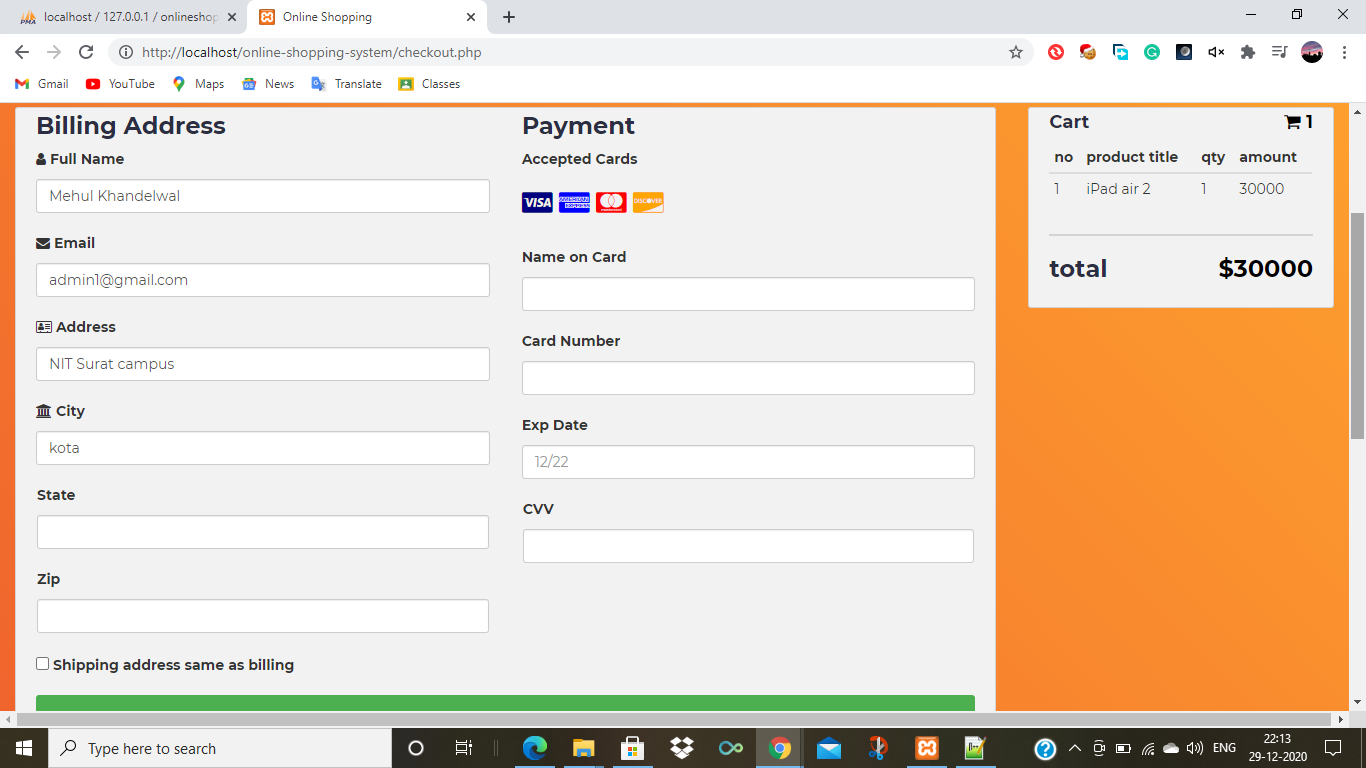 localhost / 127.0.0.1 / onlineshop
Online Shopping
http://localhost/online-shopping-system/checkout.php
Gmail YouTube Maps News Translate Classes
Billing Address
Full Name
Mehul Khandelwal
Email
admin1@gmail.com
Address
NIT Surat campus
City
kota
State
Zip
Shipping address same as billing
Payment
Accepted Cards
VISA AMERICAN EXPRESS DISCOVER
Name on Card
Card Number
Exp Date
12/22
CVV
Cart 1
no product title qty amount
1 iPad air 2 1 30000
total $30000
Type here to search
ENG
22:13
29-12-2020